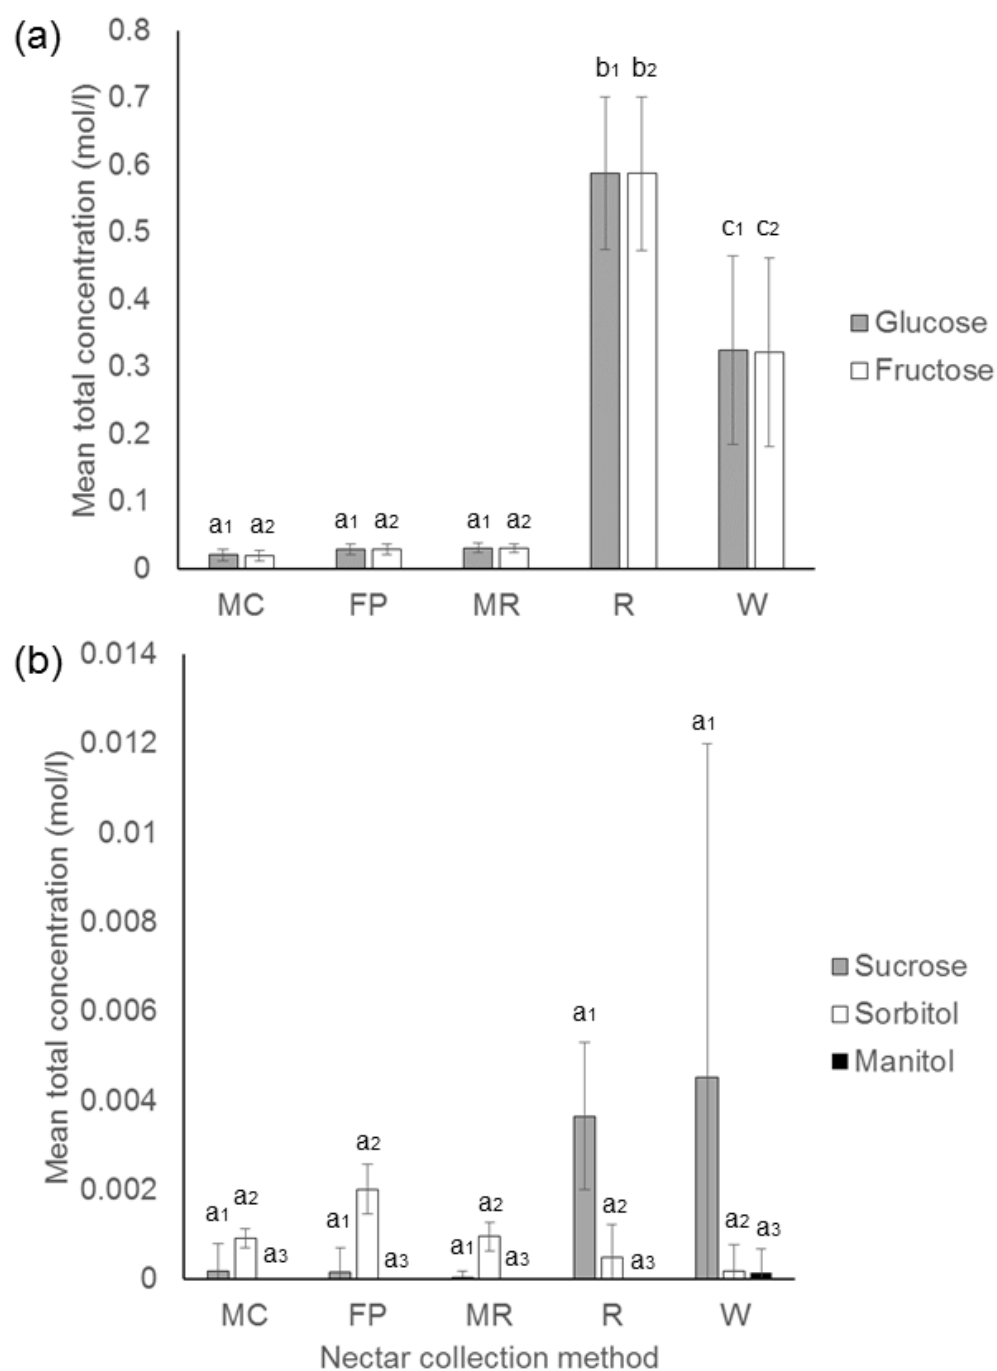 (a)
Mean total concentration (mol/l)
0.8
0.7
0.6
0.5
0.4
0.3
0.2
0.1
0
a1 a2 a1 a2 a1 a2 b1 b2 c1 c2
MC FP MR R W
Glucose
Fructose
(b)
Mean total concentration (mol/l)
0.014
0.012
0.01
0.008
0.006
0.004
0.002
0
a1 a2 a3 a1 a2 a3 a1 a2 a3 a1 a2 a3 a1 a2 a3
MC FP MR R W
Nectar collection method
Sucrose
Sorbitol
Manitol